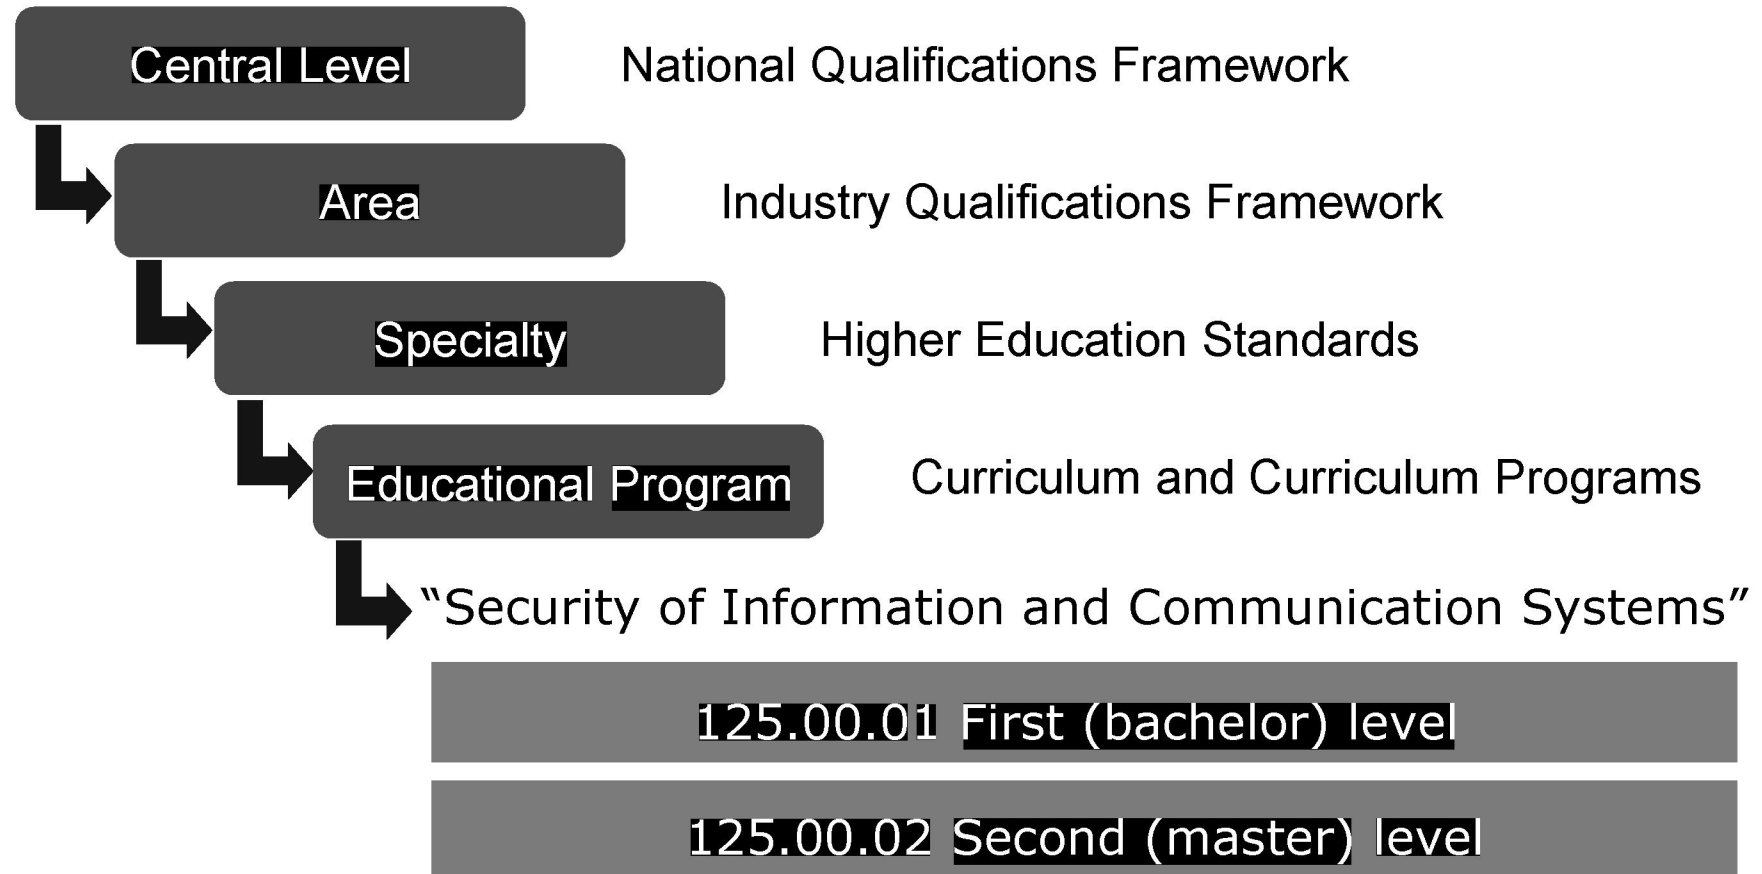 Central Level
National Qualifications Framework
Area
Industry Qualifications Framework
Specialty
Higher Education Standards
Educational Program
Curriculum and Curriculum Programs
“Security of Information and Communication Systems”
125.00.01 First (bachelor) level
125.00.02 Second (master) level